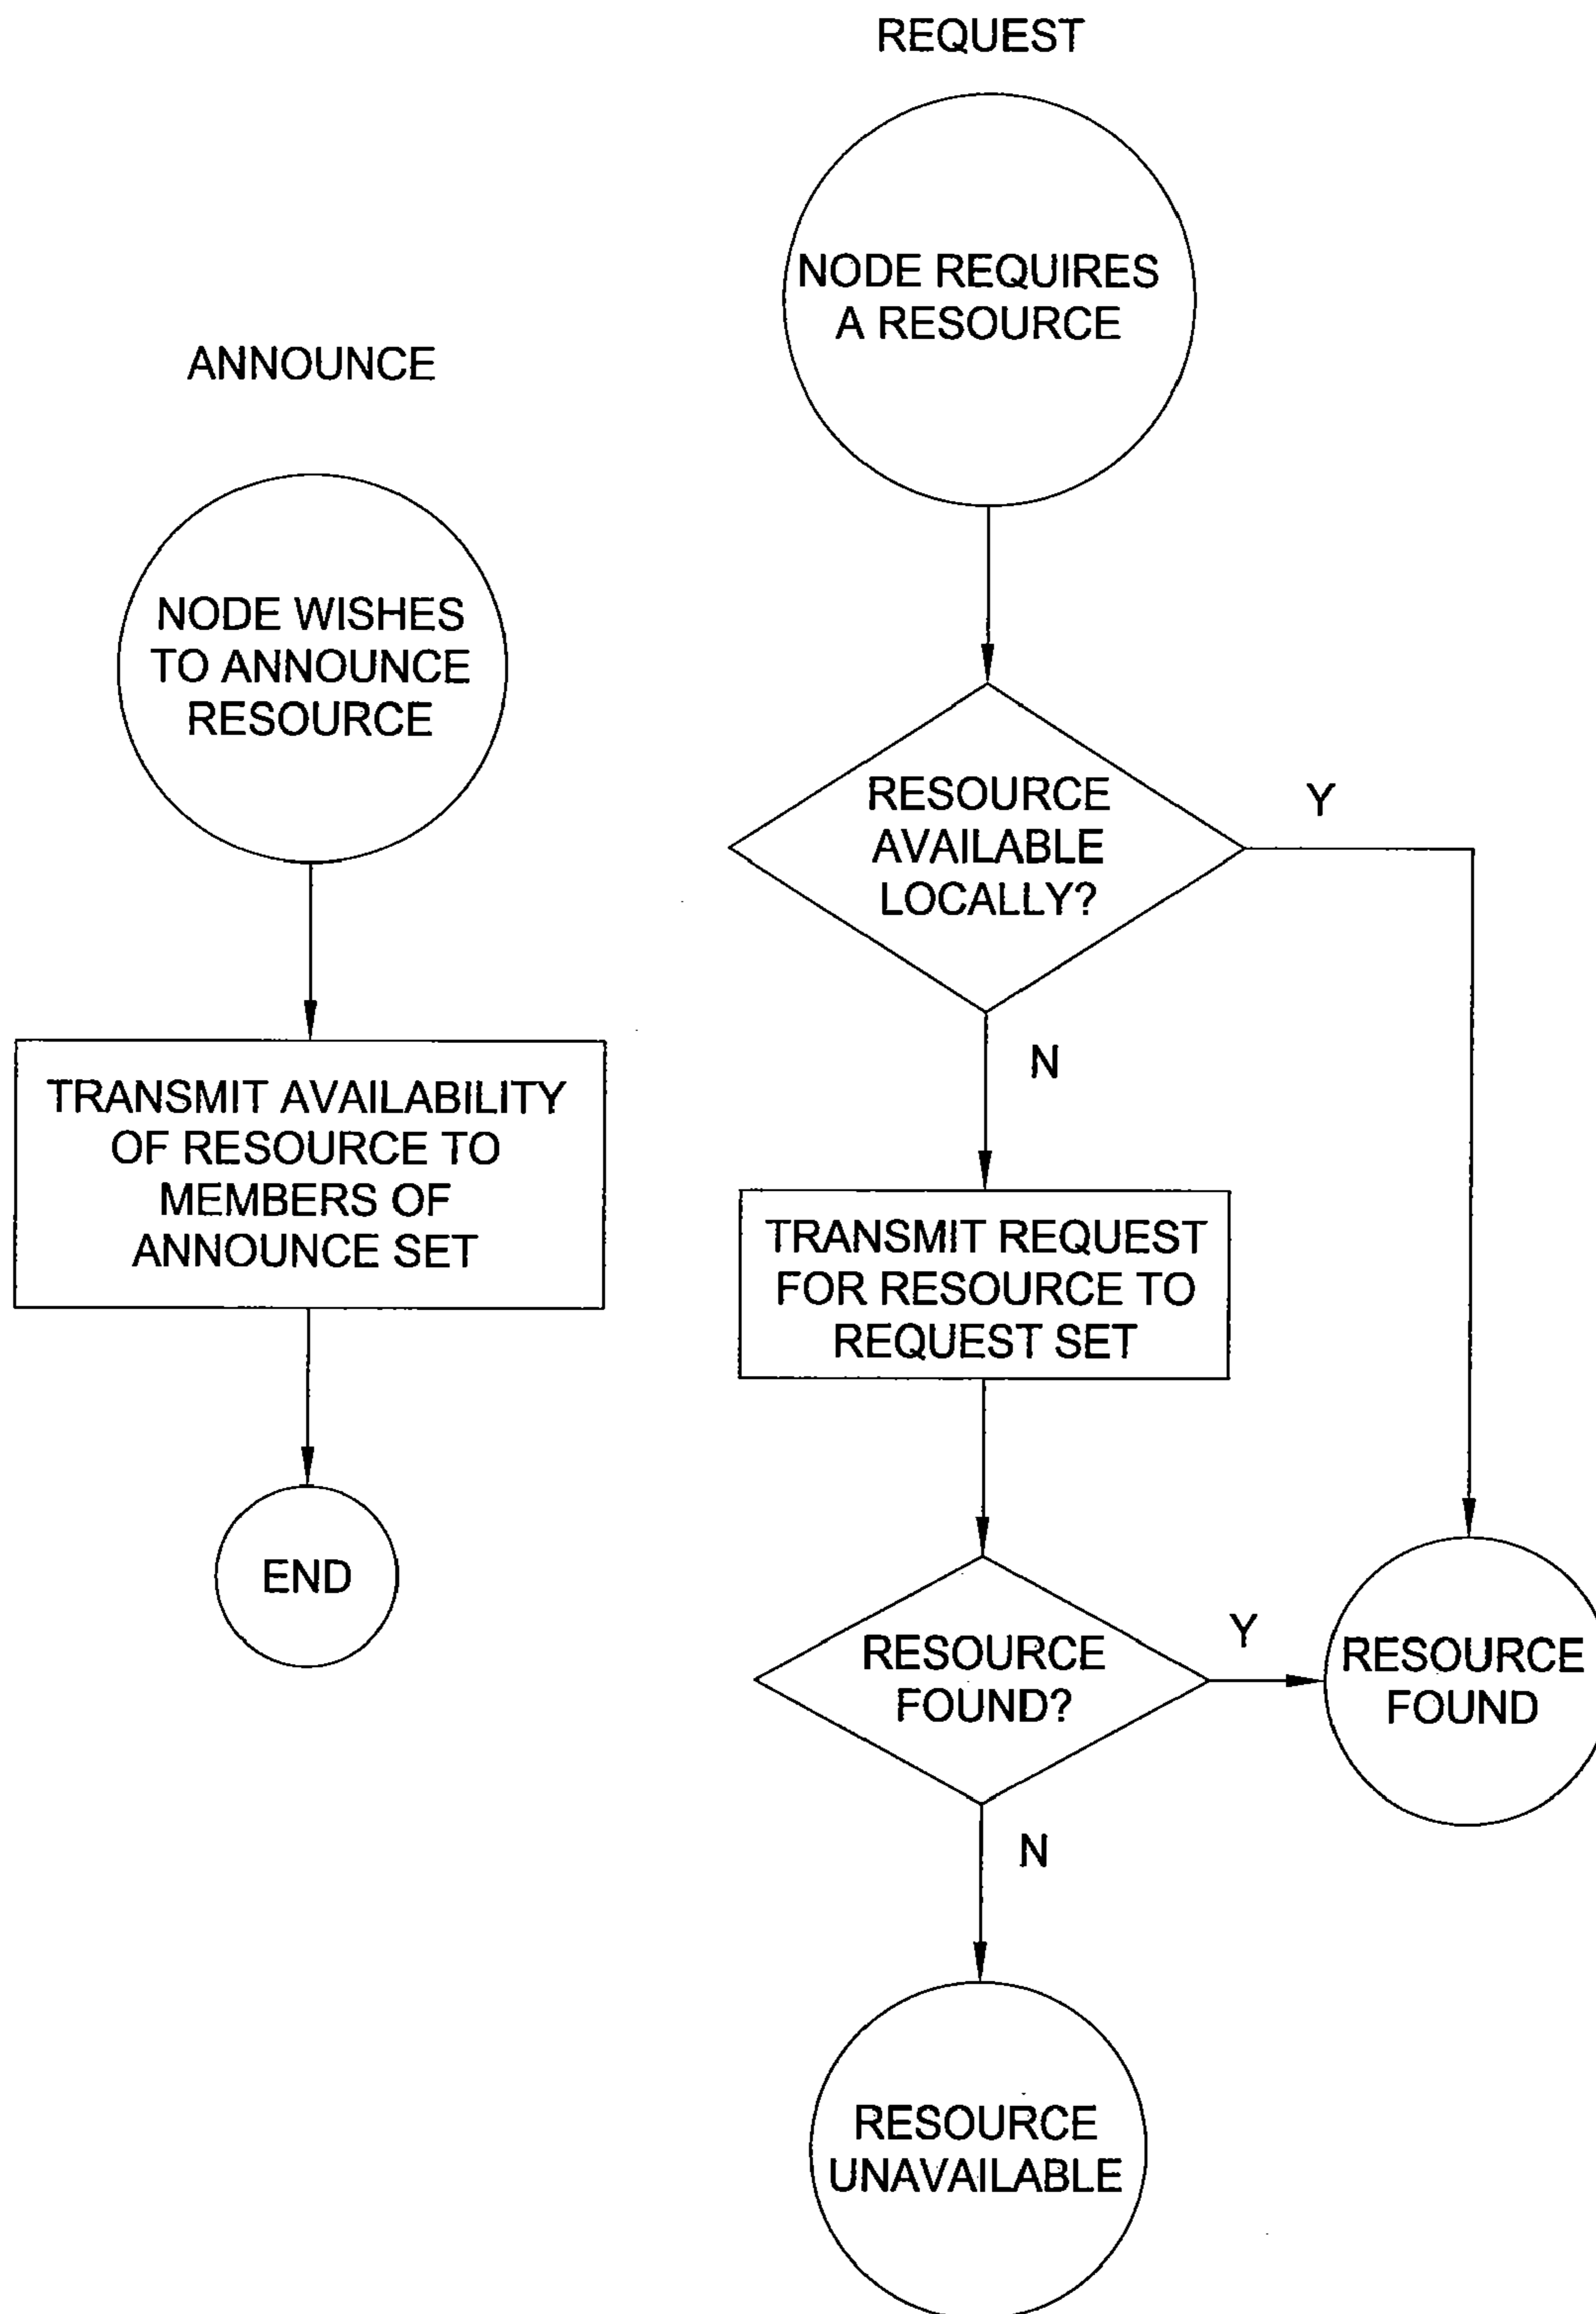 ANNOUNCE
NODE WISHES
TO ANNOUNCE
RESOURCE
TRANSMIT AVAILABILITY
OF RESOURCE TO
MEMBERS OF
ANNOUNCE SET
END
REQUEST
NODE REQUIRES
A RESOURCE
RESOURCE
AVAILABLE
LOCALLY?
Y
N
TRANSMIT REQUEST
FOR RESOURCE TO
REQUEST SET
RESOURCE
FOUND?
Y
RESOURCE
FOUND
N
RESOURCE
UNAVAILABLE